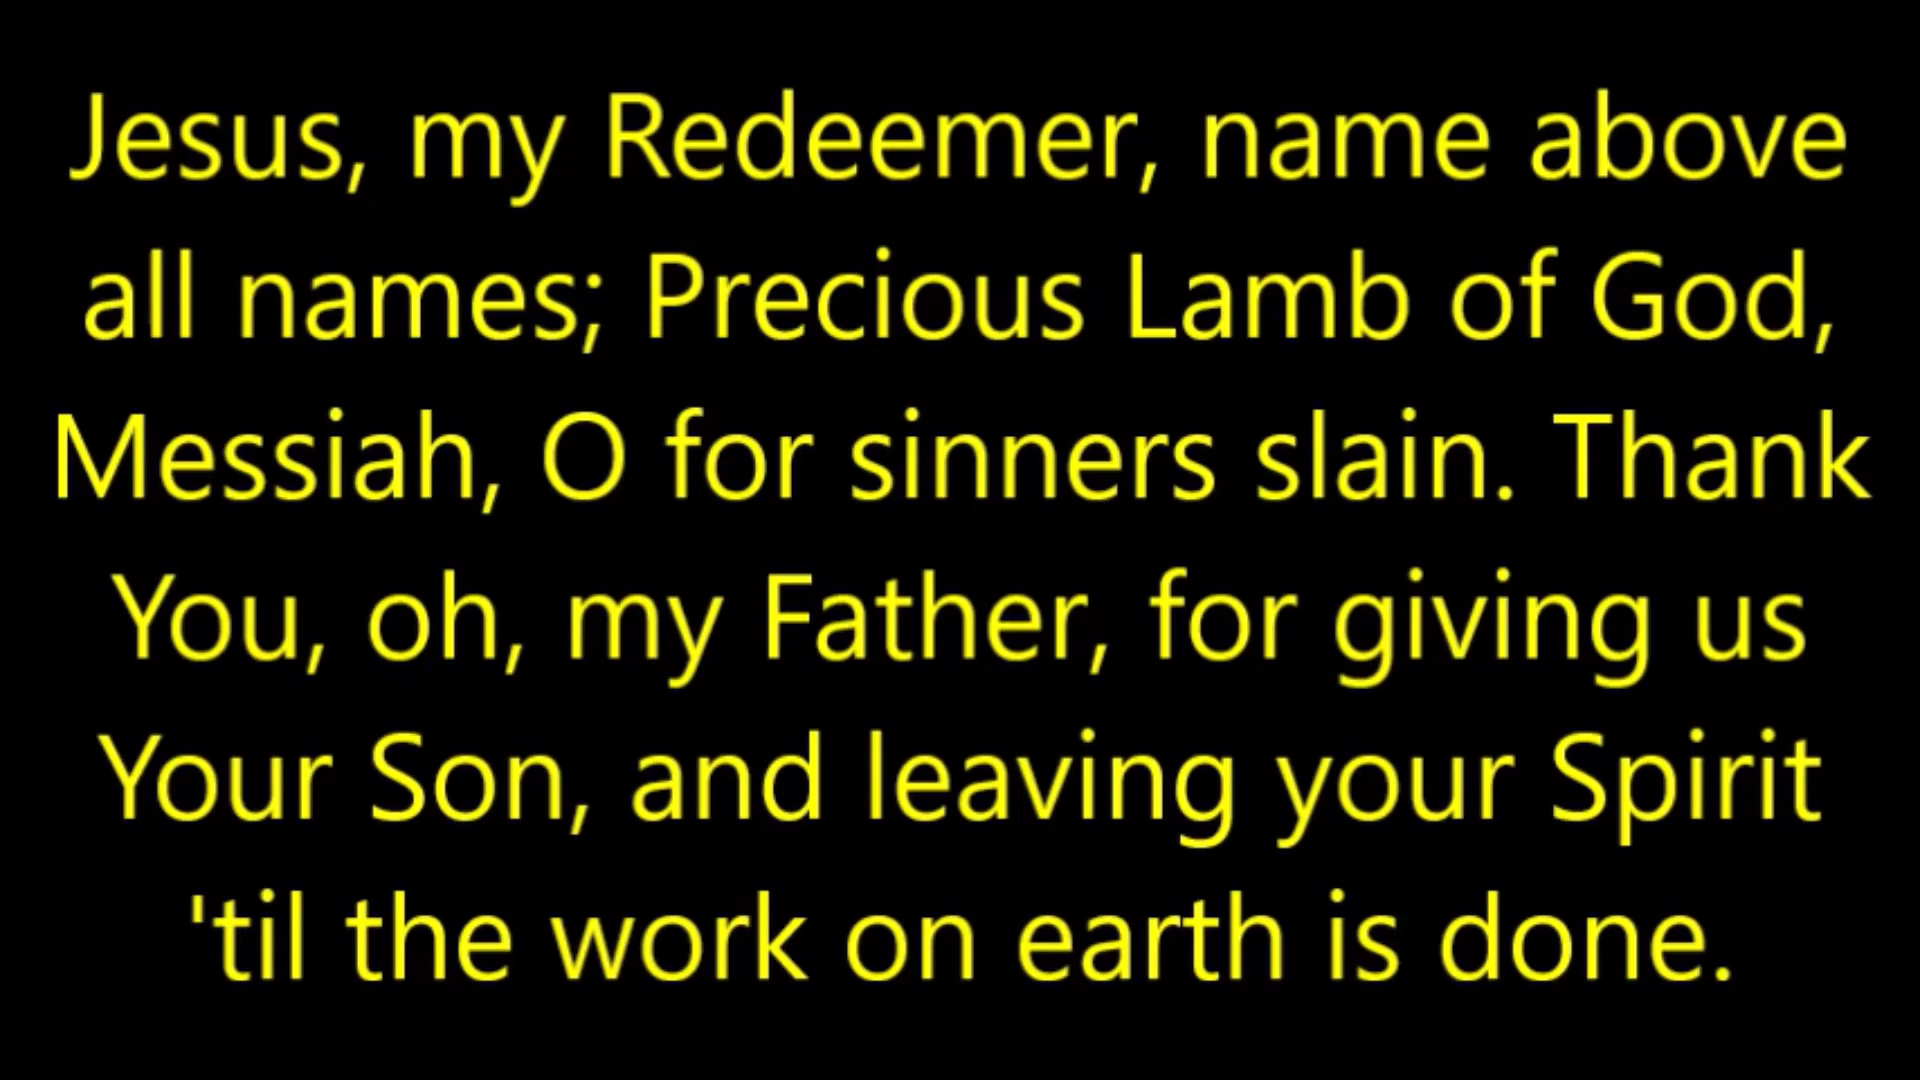 Jesus, my Redeemer, name above
all names; Precious Lamb of God,
Messiah, O for sinners slain. Thank
You, oh, my Father, for giving us
Your Son, and leaving your Spirit
'til the work on earth is done.